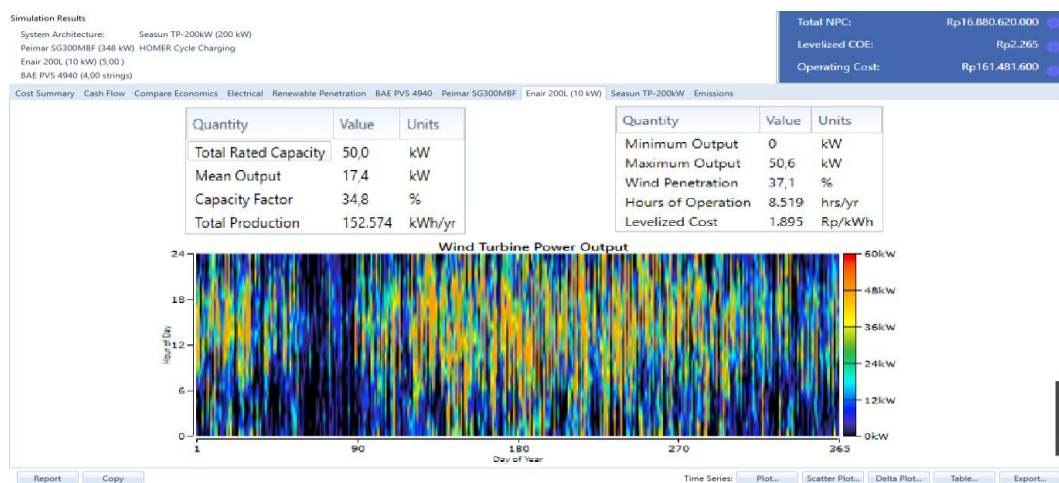 Simulation Results
System Architecture: Seasun TP-200kW (200 kW)
Peimar SG300MBF (348 kW) HOMER Cycle Charging
Enair 200L (10 kW) (5,00 )
BAE PVS 4940 (4,00 strings)
Total NPC: Rp16.880.620.000
Levelized COE: Rp2.265
Operating Cost: Rp161.481.600
Cost Summary Cash Flow Compare Economics Electrical Renewable Penetration BAE PVS 4940 Peimar SG300MBF Enair 200L (10 kW) Seasun TP-200kW Emissions
Quantity Value Units
Total Rated Capacity 50,0 kW
Mean Output 17,4 kW
Capacity Factor 34,8 %
Total Production 152.574 kWh/yr
Quantity Value Units
Minimum Output 0 kW
Maximum Output 50,6 kW
Wind Penetration 37,1 %
Hours of Operation 8.519 hrs/yr
Levelized Cost 1.895 Rp/kWh
Wind Turbine Power Output
24
18
12
6
0
Hour of Day
1 90 180 270 365
Day of Year
60kW
48kW
36kW
24kW
12kW
0kW
Report Copy Time Series: Plot... Scatter Plot... Delta Plot... Table... Export...